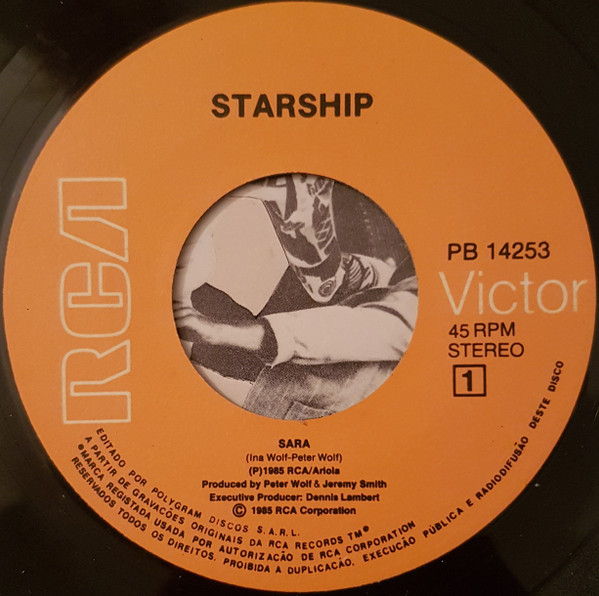 STARSHIP
RCA
PB 14253
Victor
45 RPM
STEREO
1
SARA
(Ina Wolf-Peter Wolf)
(P)1985 RCA/Ariola
Produced by Peter Wolf & Jeremy Smith
Executive Producer: Dennis Lambert
© 1985 RCA Corporation
EDITADO POR POLYGRAM DISCOS S.A.R.L.
A PARTIR DE GRAVAÇÕES ORIGINAIS DA RCA RECORDS TM®
®MARCA REGISTADA USADA POR AUTORIZAÇÃO DE RCA CORPORATION
RESERVADOS TODOS OS DIREITOS. PROIBIDA A DUPLICAÇÃO. EXECUÇÃO PÚBLICA E RADIODIFUSÃO DESTE DISCO